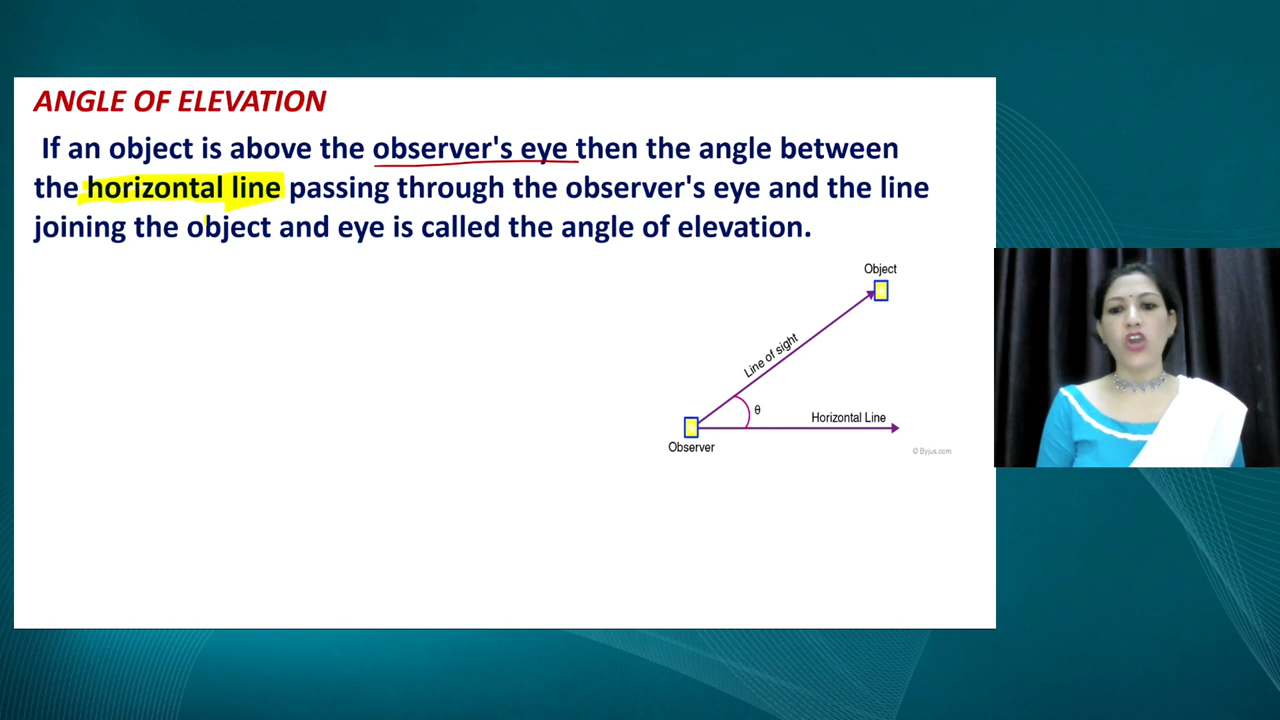 ANGLE OF ELEVATION
If an object is above the observer's eye then the angle between
the horizontal line passing through the observer's eye and the line
joining the object and eye is called the angle of elevation.
Object
Line of sight
θ
Horizontal Line
Observer
© Byjus.com